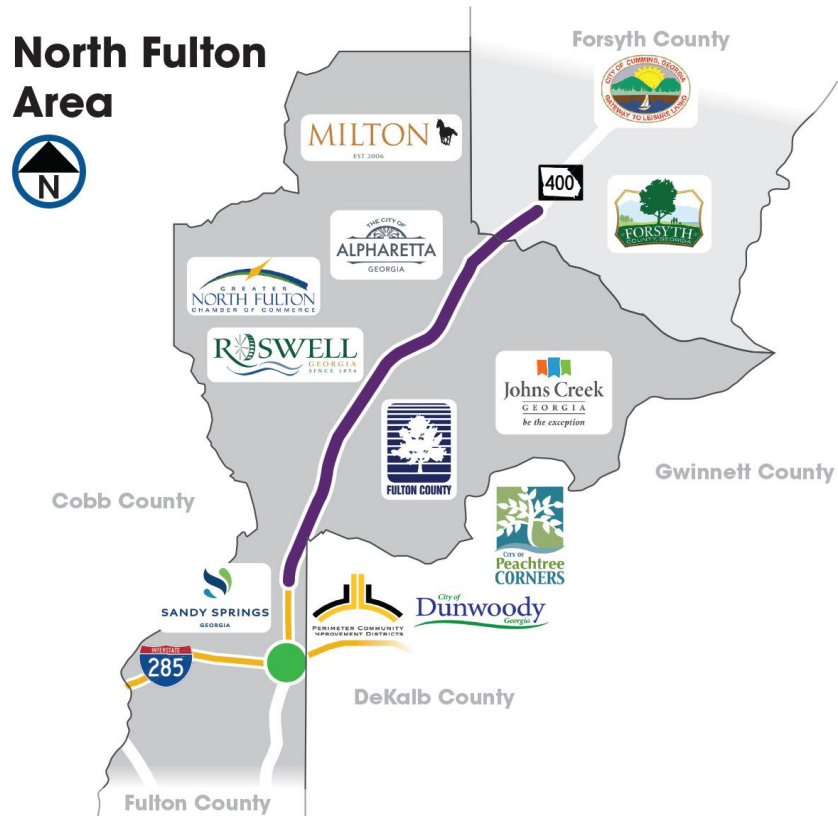 North Fulton
Area
N
Forsyth County
CITY OF CUMMING, GEORGIA
GATEWAY TO LEISURE LIVING
MILTON
EST 2006
400
THE CITY OF
ALPHARETTA
GEORGIA
FORSYTH
COUNTY, GEORGIA
GREATER
NORTH FULTON
CHAMBER OF COMMERCE
ROSWELL
GEORGIA
SINCE 1854
Johns Creek
GEORGIA
be the exception
FULTON COUNTY
Gwinnett County
Cobb County
CITY OF
Peachtree
CORNERS
SANDY SPRINGS
GEORGIA
PERIMETER COMMUNITY
MPROVEMENT DISTRICTS
City of
Dunwoody
Georgia
INTERSTATE
285
DeKalb County
Fulton County